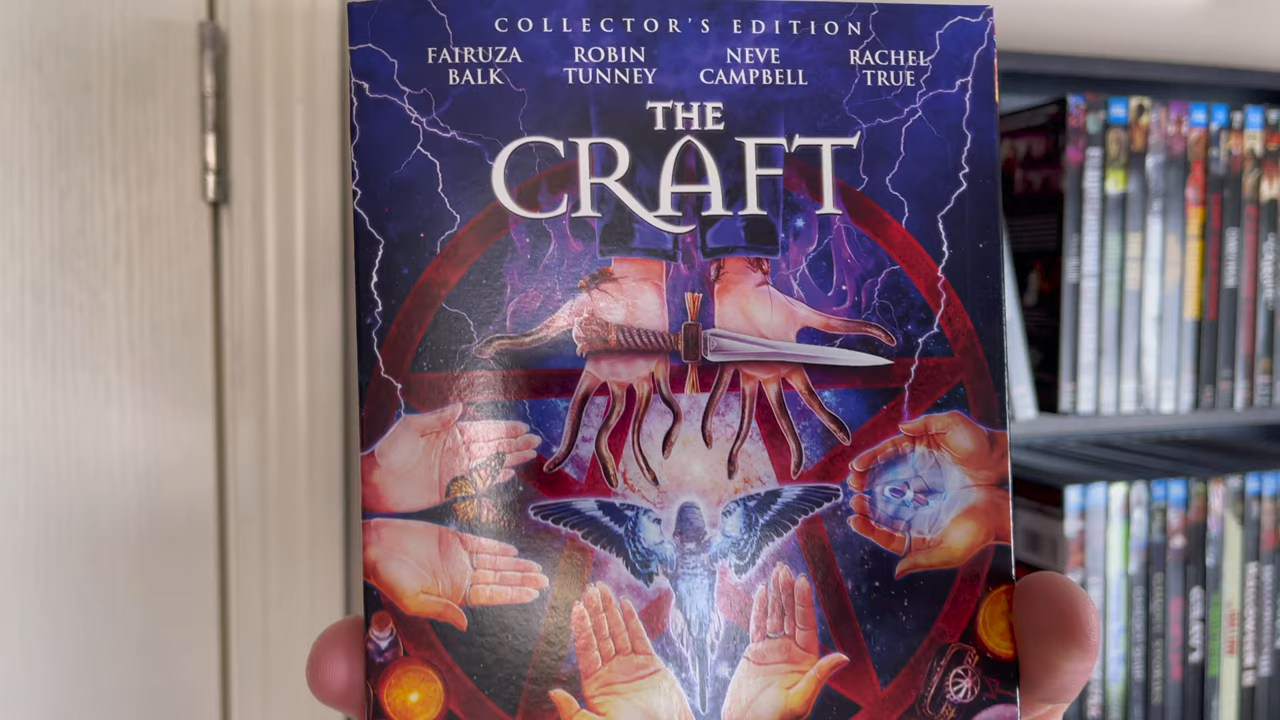 COLLECTOR'S EDITION
FAIRUZA BALK
ROBIN TUNNEY
NEVE CAMPBELL
RACHEL TRUE
THE
CRAFT